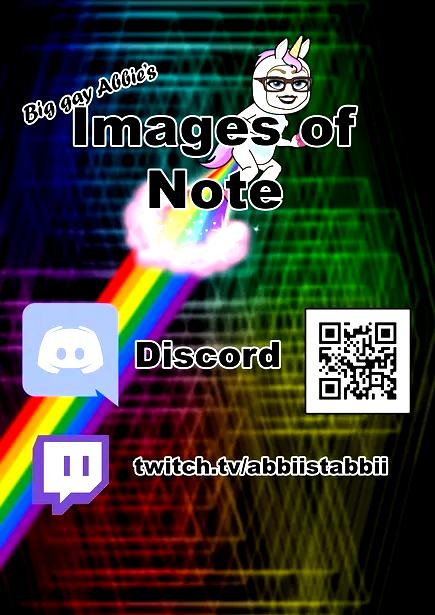 Big gay Abbie's
Images of
Note
Discord
twitch.tv/abbiistabbii